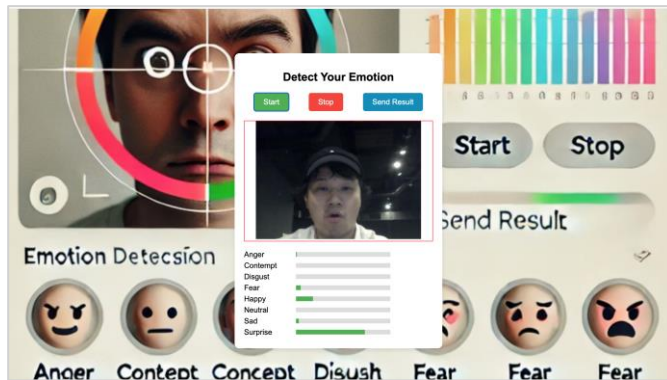 Detect Your Emotion
Start
Stop
Send Result
Start
Stop
Send Result
Emotion Detecsíon
Anger
Contempt
Disgust
Fear
Happy
Neutral
Sad
Surprise
Anger
Contept
Concept
Disush
Fear
Fear
Fear